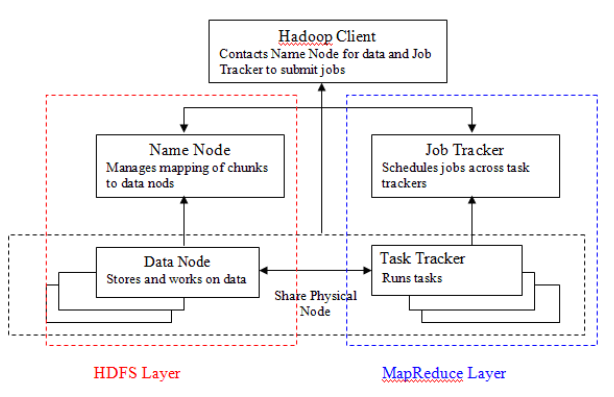 Hadoop Client
Contacts Name Node for data and Job
Tracker to submit jobs
Name Node
Manages mapping of chunks
to data nods
Job Tracker
Schedules jobs across task
trackers
Data Node
Stores and works on data
Task Tracker
Runs tasks
Share Physical
Node
HDFS Layer
MapReduce Layer